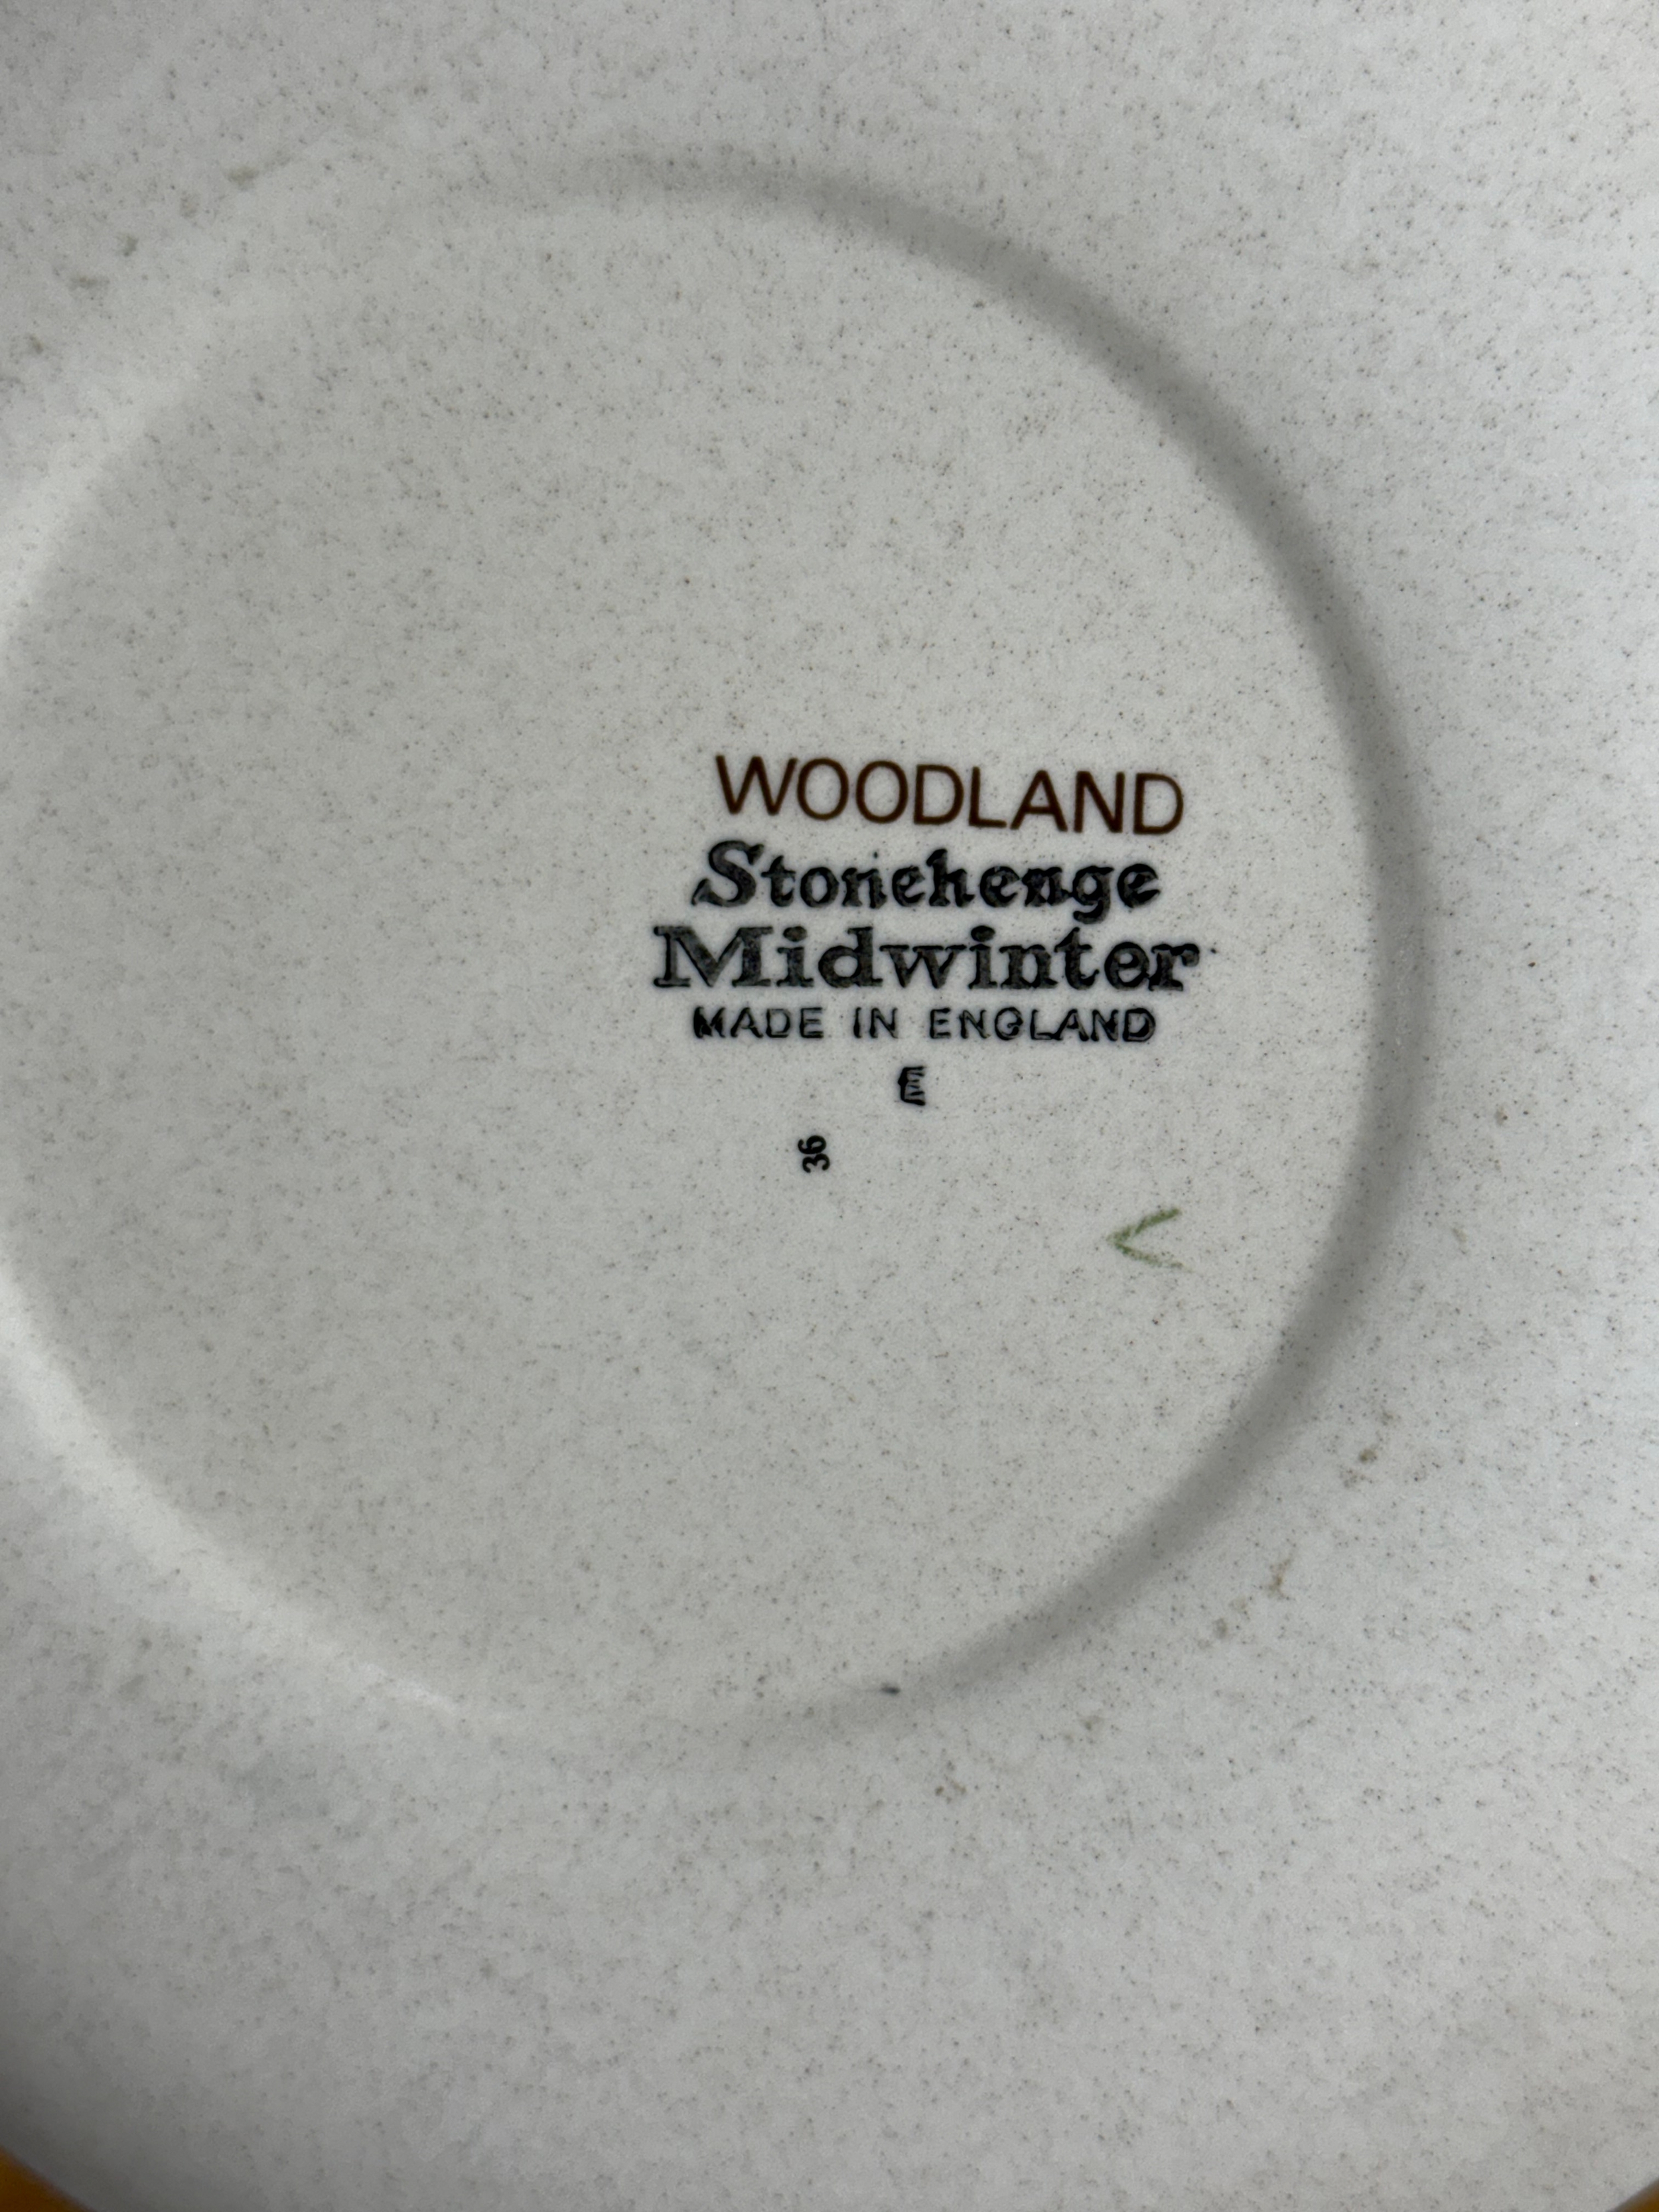 WOODLAND
Stonehenge
Midwinter
MADE IN ENGLAND
E
36